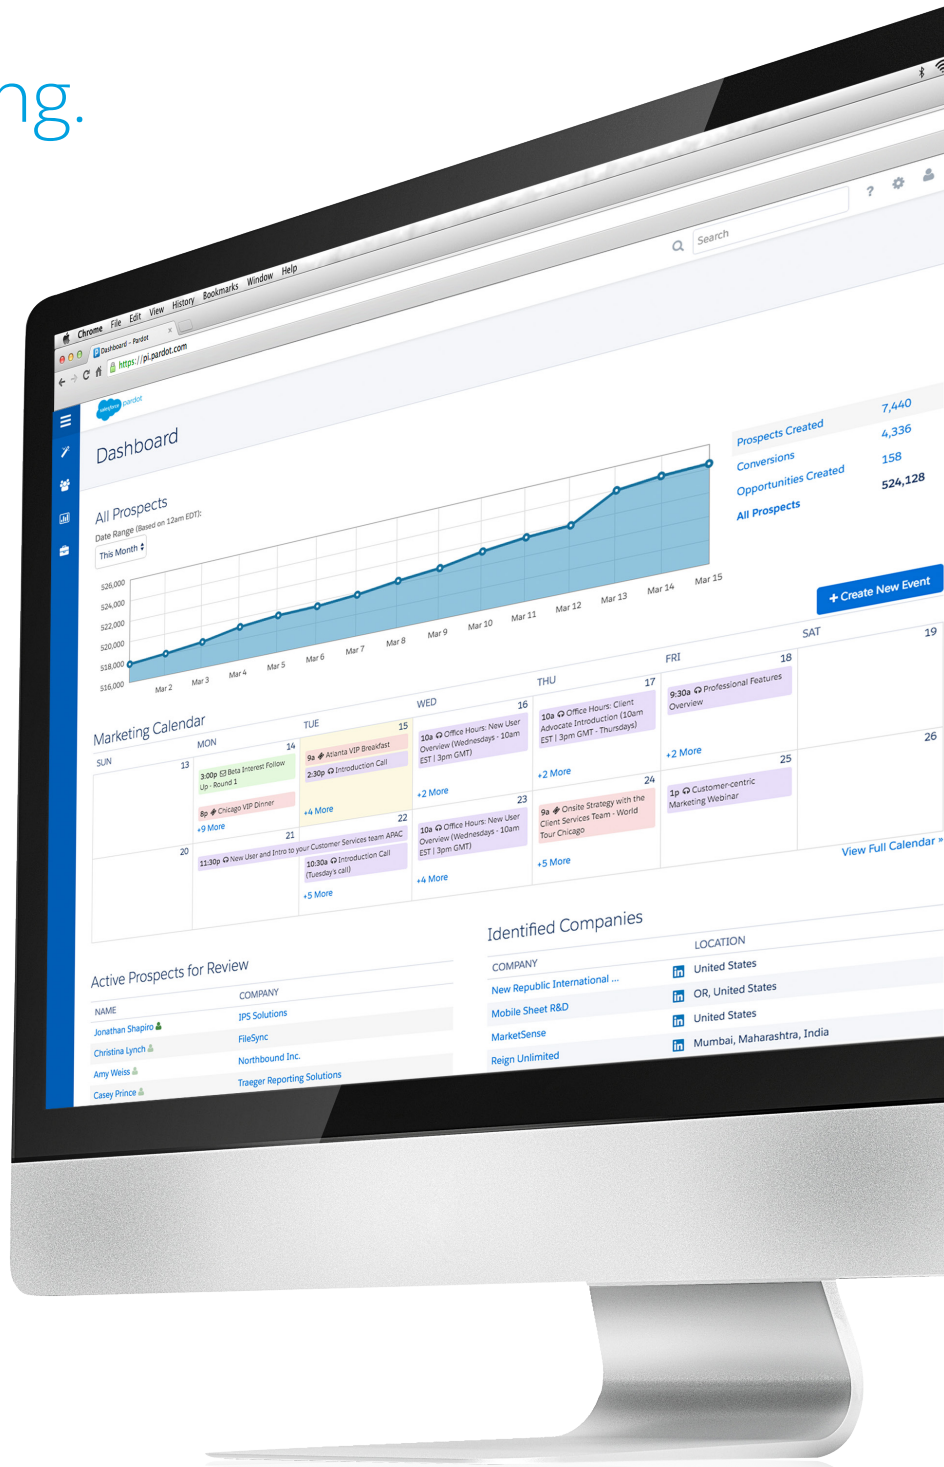 ng.
Chrome File Edit View History Bookmarks Window Help
Dashboard – Pardot
https://pi.pardot.com
salesforce pardot
Search
?
Dashboard
All Prospects
Date Range (Based on 12am EDT):
This Month
526,000
524,000
522,000
520,000
518,000
516,000
Mar 2 Mar 3 Mar 4 Mar 5 Mar 6 Mar 7 Mar 8 Mar 9 Mar 10 Mar 11 Mar 12 Mar 13 Mar 14 Mar 15
Prospects Created 7,440
Conversions 4,336
Opportunities Created 158
All Prospects 524,128
+ Create New Event
Marketing Calendar
SUN MON TUE WED THU FRI SAT
13 14 15 16 17 18 19
3:00p Beta Interest Follow
Up - Round 1
8p Chicago VIP Dinner
+9 More
9a Atlanta VIP Breakfast
2:30p Introduction Call
+4 More
10a Office Hours: New User
Overview (Wednesdays - 10am
EST | 3pm GMT)
+2 More
10a Office Hours: Client
Advocate Introduction (10am
EST | 3pm GMT - Thursdays)
+2 More
9:30a Professional Features
Overview
+2 More
20 21 22 23 24 25 26
11:30p New User and Intro to your Customer Services team APAC
10:30a Introduction Call
(Tuesday's call)
+5 More
10a Office Hours: New User
Overview (Wednesdays - 10am
EST | 3pm GMT)
+4 More
9a Onsite Strategy with the
Client Services Team - World
Tour Chicago
+5 More
1p Customer-centric
Marketing Webinar
View Full Calendar »
Active Prospects for Review
NAME COMPANY
Jonathan Shapiro IPS Solutions
Christina Lynch FileSync
Amy Weiss Northbound Inc.
Casey Prince Traeger Reporting Solutions
Identified Companies
COMPANY LOCATION
New Republic International ... in United States
Mobile Sheet R&D in OR, United States
MarketSense in United States
Reign Unlimited in Mumbai, Maharashtra, India